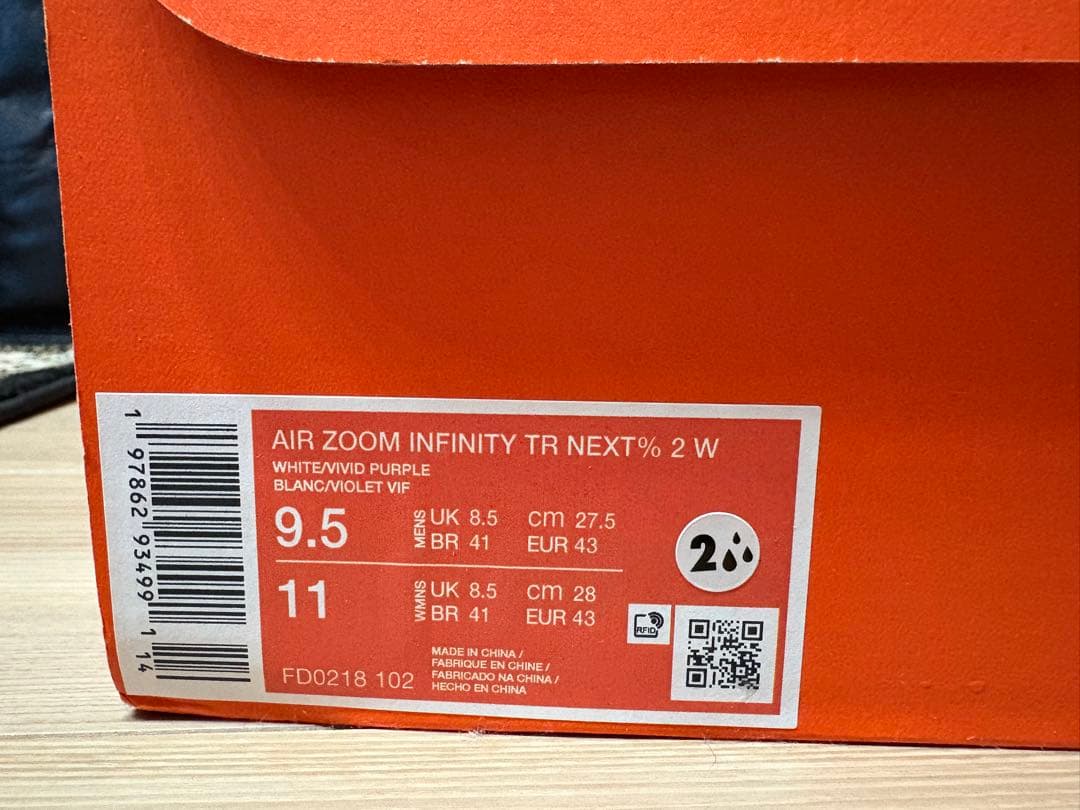 AIR ZOOM INFINITY TR NEXT% 2 W
WHITE/VIVID PURPLE
BLANC/VIOLET VIF
9.5 MENS UK 8.5 cm 27.5
BR 41 EUR 43
11 WMNS UK 8.5 cm 28
BR 41 EUR 43
MADE IN CHINA /
FABRIQUE EN CHINE /
FABRICADO NA CHINA /
HECHO EN CHINA
FD0218 102
1 97862 93499 1 14
2
RFID